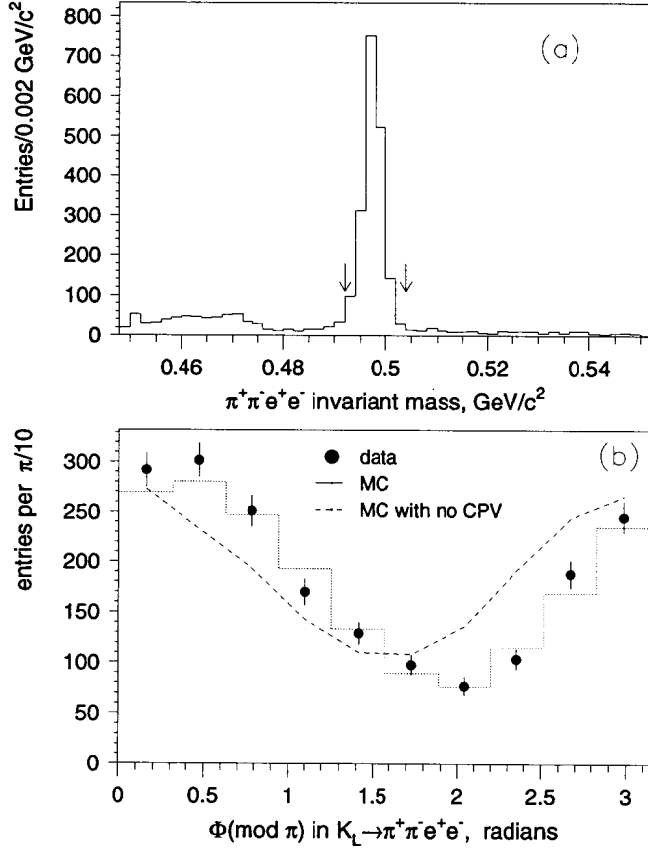 800
700
600
500
400
300
200
100
0
Entries/0.002 GeV/c²
(a)
0.46 0.48 0.5 0.52 0.54
π⁺π⁻e⁺e⁻ invariant mass, GeV/c²
300
250
200
150
100
50
0
entries per π/10
(b)
data
MC
MC with no CPV
0 0.5 1 1.5 2 2.5 3
Φ(mod π) in K_L→π⁺π⁻e⁺e⁻, radians